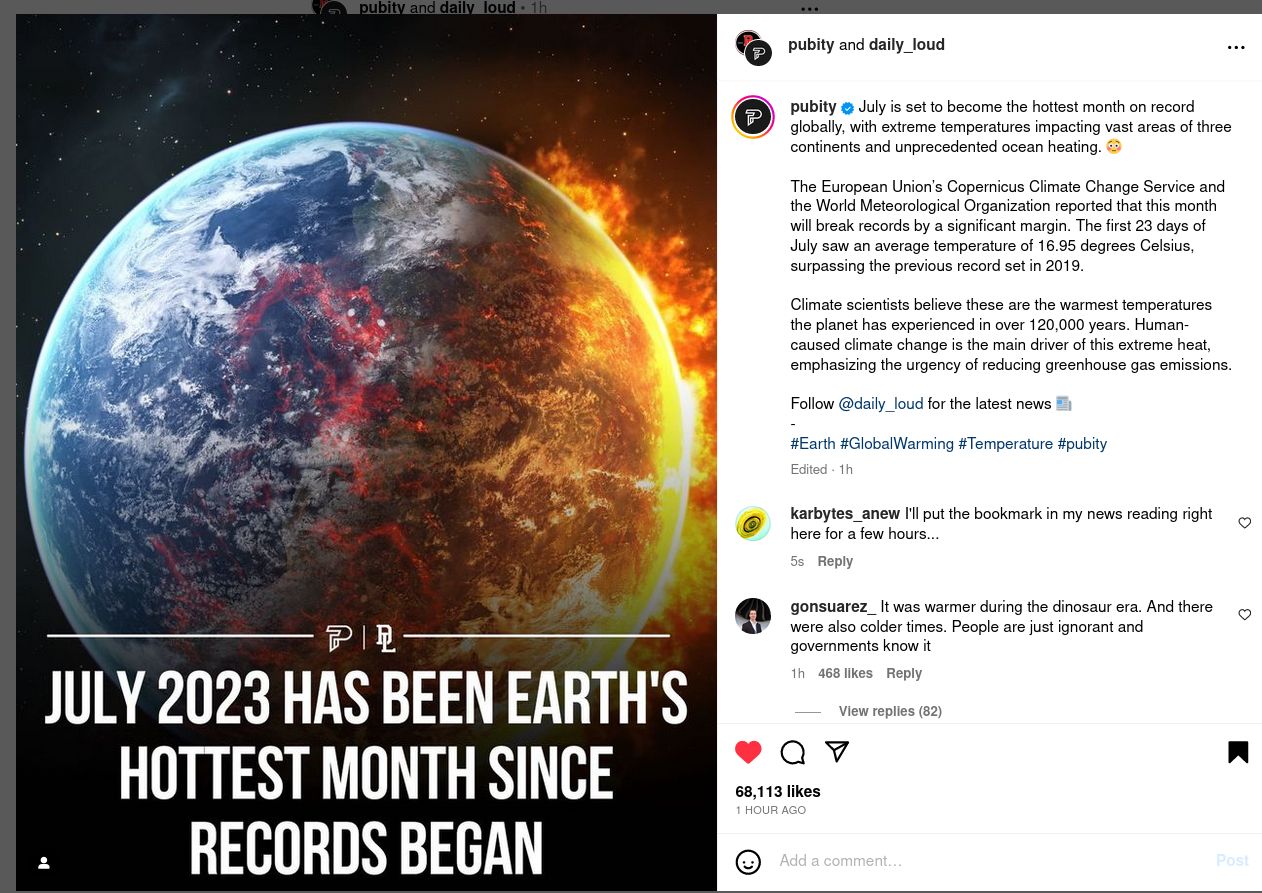 pubity and daily_loud • 1h
pubity and daily_loud
pubity July is set to become the hottest month on record
globally, with extreme temperatures impacting vast areas of three
continents and unprecedented ocean heating. 😳
The European Union’s Copernicus Climate Change Service and
the World Meteorological Organization reported that this month
will break records by a significant margin. The first 23 days of
July saw an average temperature of 16.95 degrees Celsius,
surpassing the previous record set in 2019.
Climate scientists believe these are the warmest temperatures
the planet has experienced in over 120,000 years. Human-
caused climate change is the main driver of this extreme heat,
emphasizing the urgency of reducing greenhouse gas emissions.
Follow @daily_loud for the latest news 📰
-
#Earth #GlobalWarming #Temperature #pubity
Edited · 1h
karbytes_anew I'll put the bookmark in my news reading right
here for a few hours...
5s Reply
gonsuarez_ It was warmer during the dinosaur era. And there
were also colder times. People are just ignorant and
governments know it
1h 468 likes Reply
View replies (82)
68,113 likes
1 HOUR AGO
Add a comment…
Post
P | DL
JULY 2023 HAS BEEN EARTH'S
HOTTEST MONTH SINCE
RECORDS BEGAN